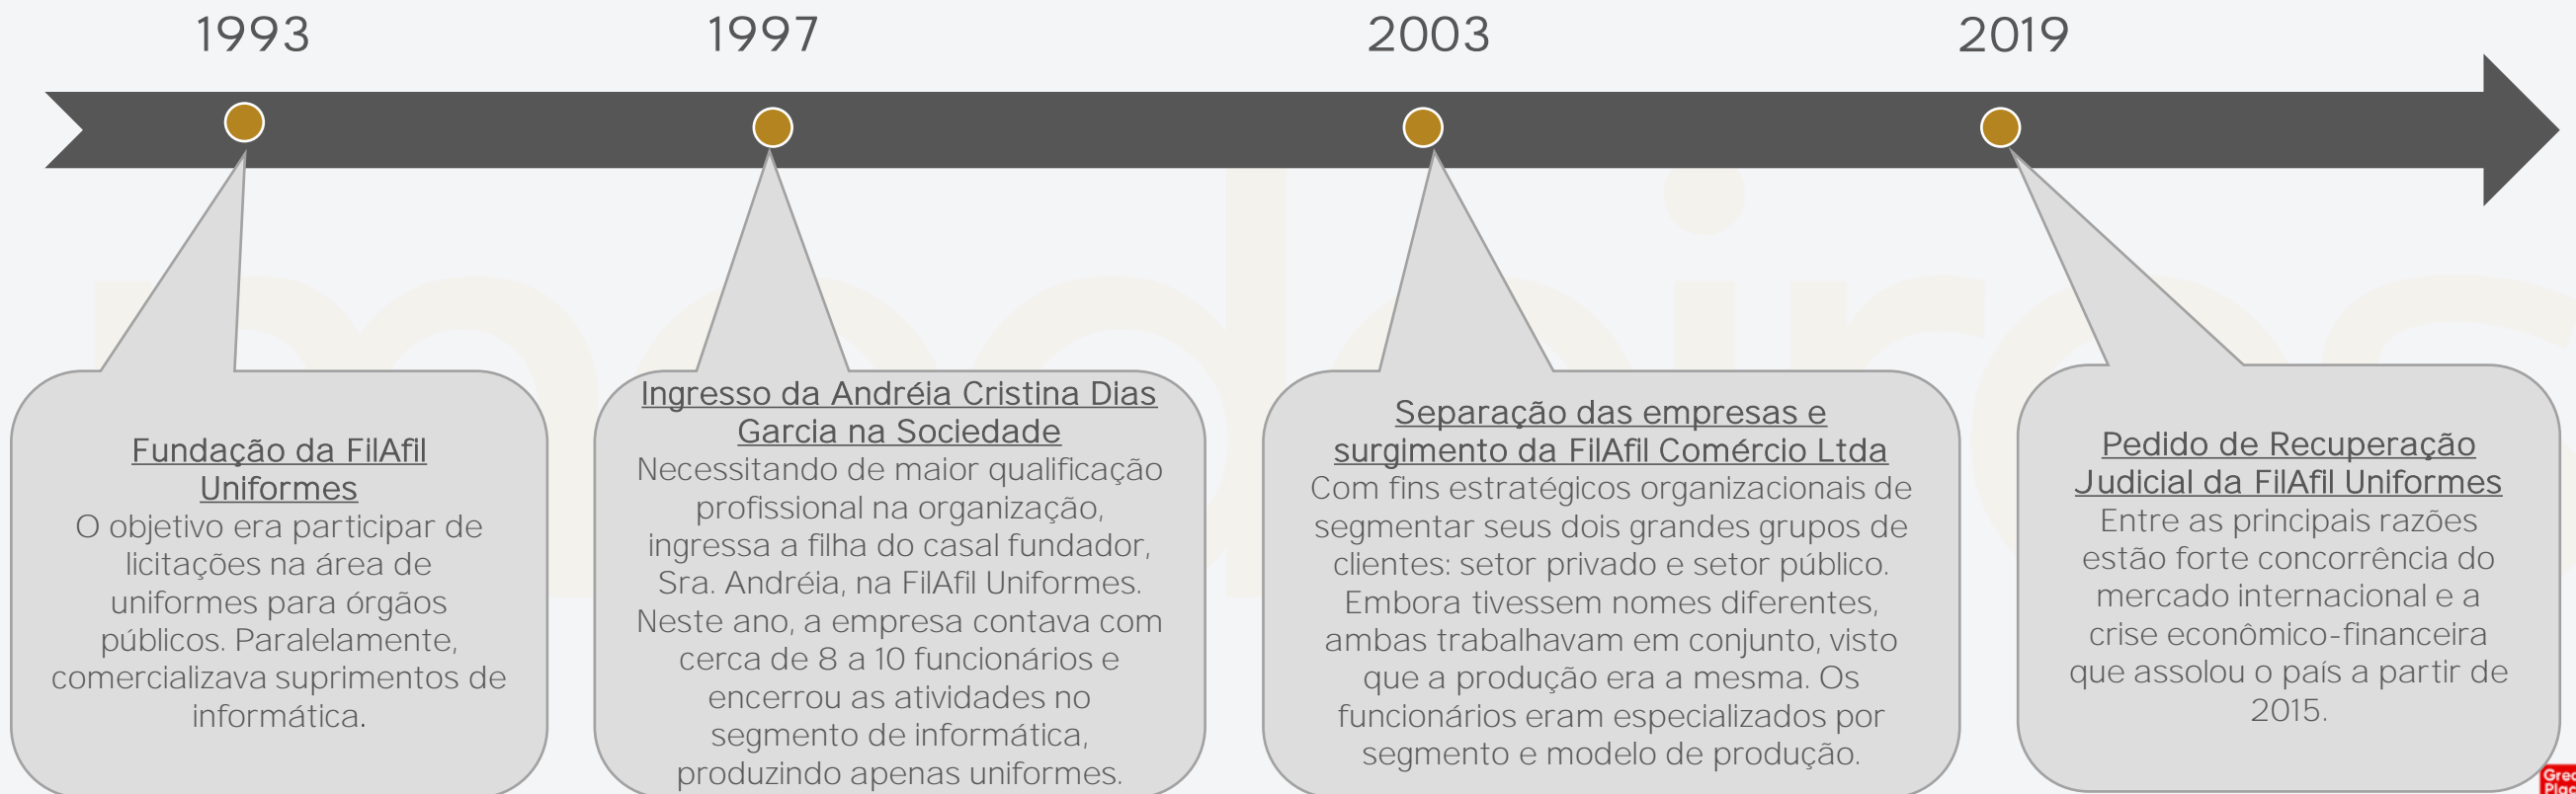 1993
1997
2003
2019
Fundação da FilAfil
Uniformes
O objetivo era participar de
licitações na área de
uniformes para órgãos
públicos. Paralelamente,
comercializava suprimentos de
informática.
Ingresso da Andréia Cristina Dias
Garcia na Sociedade
Necessitando de maior qualificação
profissional na organização,
ingressa a filha do casal fundador,
Sra. Andréia, na FilAfil Uniformes.
Neste ano, a empresa contava com
cerca de 8 a 10 funcionários e
encerrou as atividades no
segmento de informática,
produzindo apenas uniformes.
Separação das empresas e
surgimento da FilAfil Comércio Ltda
Com fins estratégicos organizacionais de
segmentar seus dois grandes grupos de
clientes: setor privado e setor público.
Embora tivessem nomes diferentes,
ambas trabalhavam em conjunto, visto
que a produção era a mesma. Os
funcionários eram especializados por
segmento e modelo de produção.
Pedido de Recuperação
Judicial da FilAfil Uniformes
Entre as principais razões
estão forte concorrência do
mercado internacional e a
crise econômico-financeira
que assolou o país a partir de
2015.